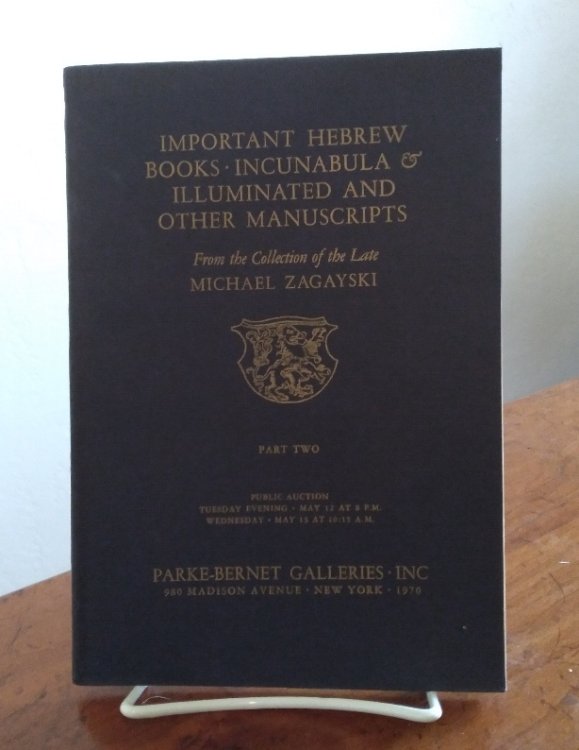 IMPORTANT HEBREW
BOOKS · INCUNABULA &
ILLUMINATED AND
OTHER MANUSCRIPTS
From the Collection of the Late
MICHAEL ZAGAYSKI
PART TWO
PUBLIC AUCTION
TUESDAY EVENING · MAY 12 AT 8 P.M.
WEDNESDAY · MAY 13 AT 10:15 A.M.
PARKE-BERNET GALLERIES · INC
980 MADISON AVENUE · NEW YORK · 1970